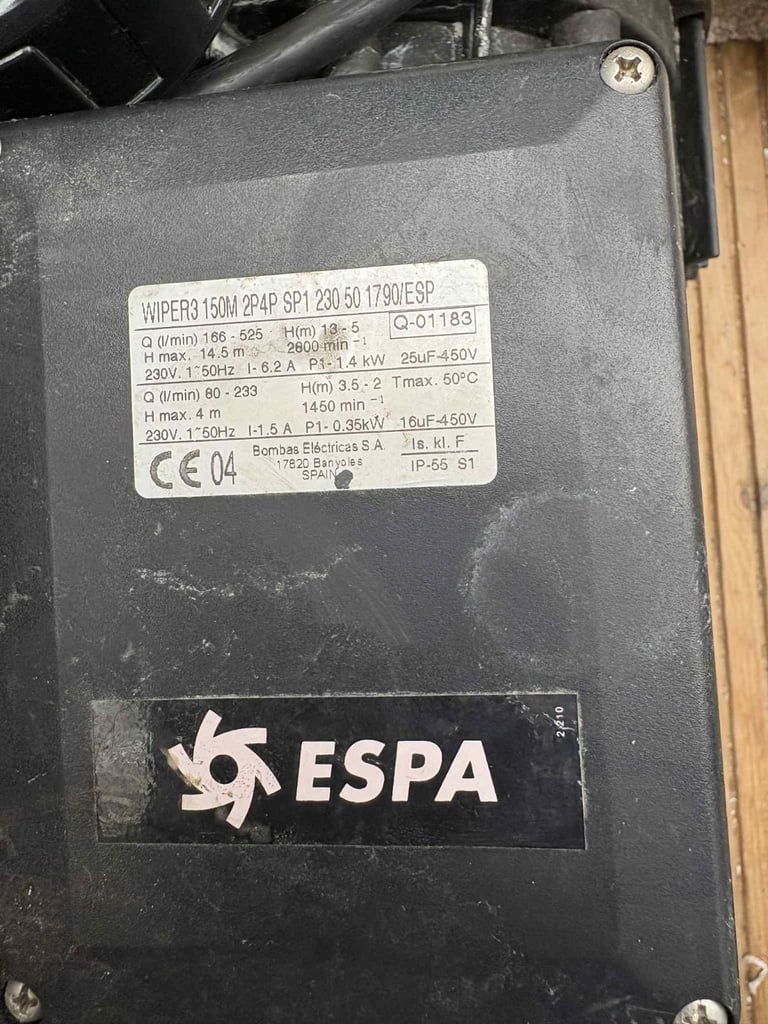 WIPER3 150M 2P4P SP1 230 50 1790/ESP
Q (l/min) 166 - 525 H(m) 13 - 5 Q-01183
H max. 14.5 m 2800 min⁻¹
230V. 1~50Hz I- 6.2 A P1- 1.4 kW 25uF-450V
Q (l/min) 80 - 233 H(m) 3.5 - 2 Tmax. 50ºC
H max. 4 m 1450 min⁻¹
230V. 1~50Hz I-1.5 A P1- 0.35kW 16uF-450V
CE 04 Bombas Eléctricas S.A. Is. kl. F
17820 Banyoles IP-55 S1
SPAIN
2.210
ESPA